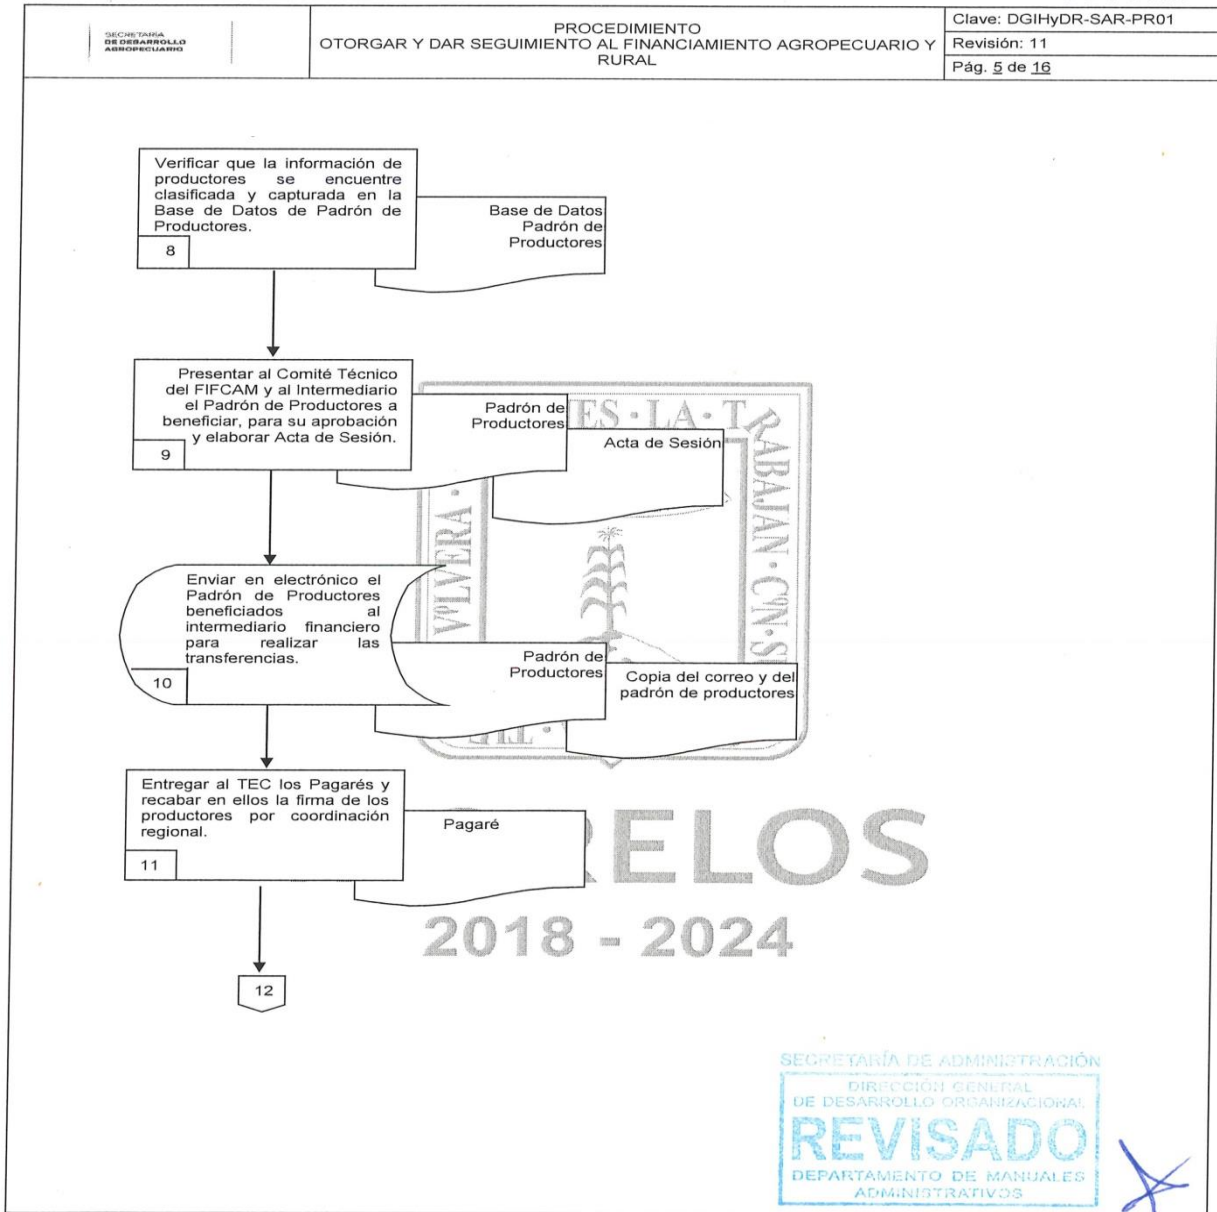 SECRETARÍA
DE DESARROLLO
AGROPECUARIO
PROCEDIMIENTO
OTORGAR Y DAR SEGUIMIENTO AL FINANCIAMIENTO AGROPECUARIO Y
RURAL
Clave: DGIHyDR-SAR-PR01
Revisión: 11
Pág. 5 de 16
Verificar que la información de
productores se encuentre
clasificada y capturada en la
Base de Datos de Padrón de
Productores.
8
Base de Datos
Padrón de
Productores
Presentar al Comité Técnico
del FIFCAM y al Intermediario
el Padrón de Productores a
beneficiar, para su aprobación
y elaborar Acta de Sesión.
9
Padrón de
Productores
Acta de Sesión
ES · LA · TRABAJAN · CON · S
VOLVERA ·
Enviar en electrónico el
Padrón de Productores
beneficiados al
intermediario financiero
para realizar las
transferencias.
10
Padrón de
Productores
Copia del correo y del
padrón de productores
Entregar al TEC los Pagarés y
recabar en ellos la firma de los
productores por coordinación
regional.
11
Pagaré
RELOS
2018 - 2024
12
SECRETARÍA DE ADMINISTRACIÓN
DIRECCIÓN GENERAL
DE DESARROLLO ORGANIZACIONAL
REVISADO
DEPARTAMENTO DE MANUALES
ADMINISTRATIVOS